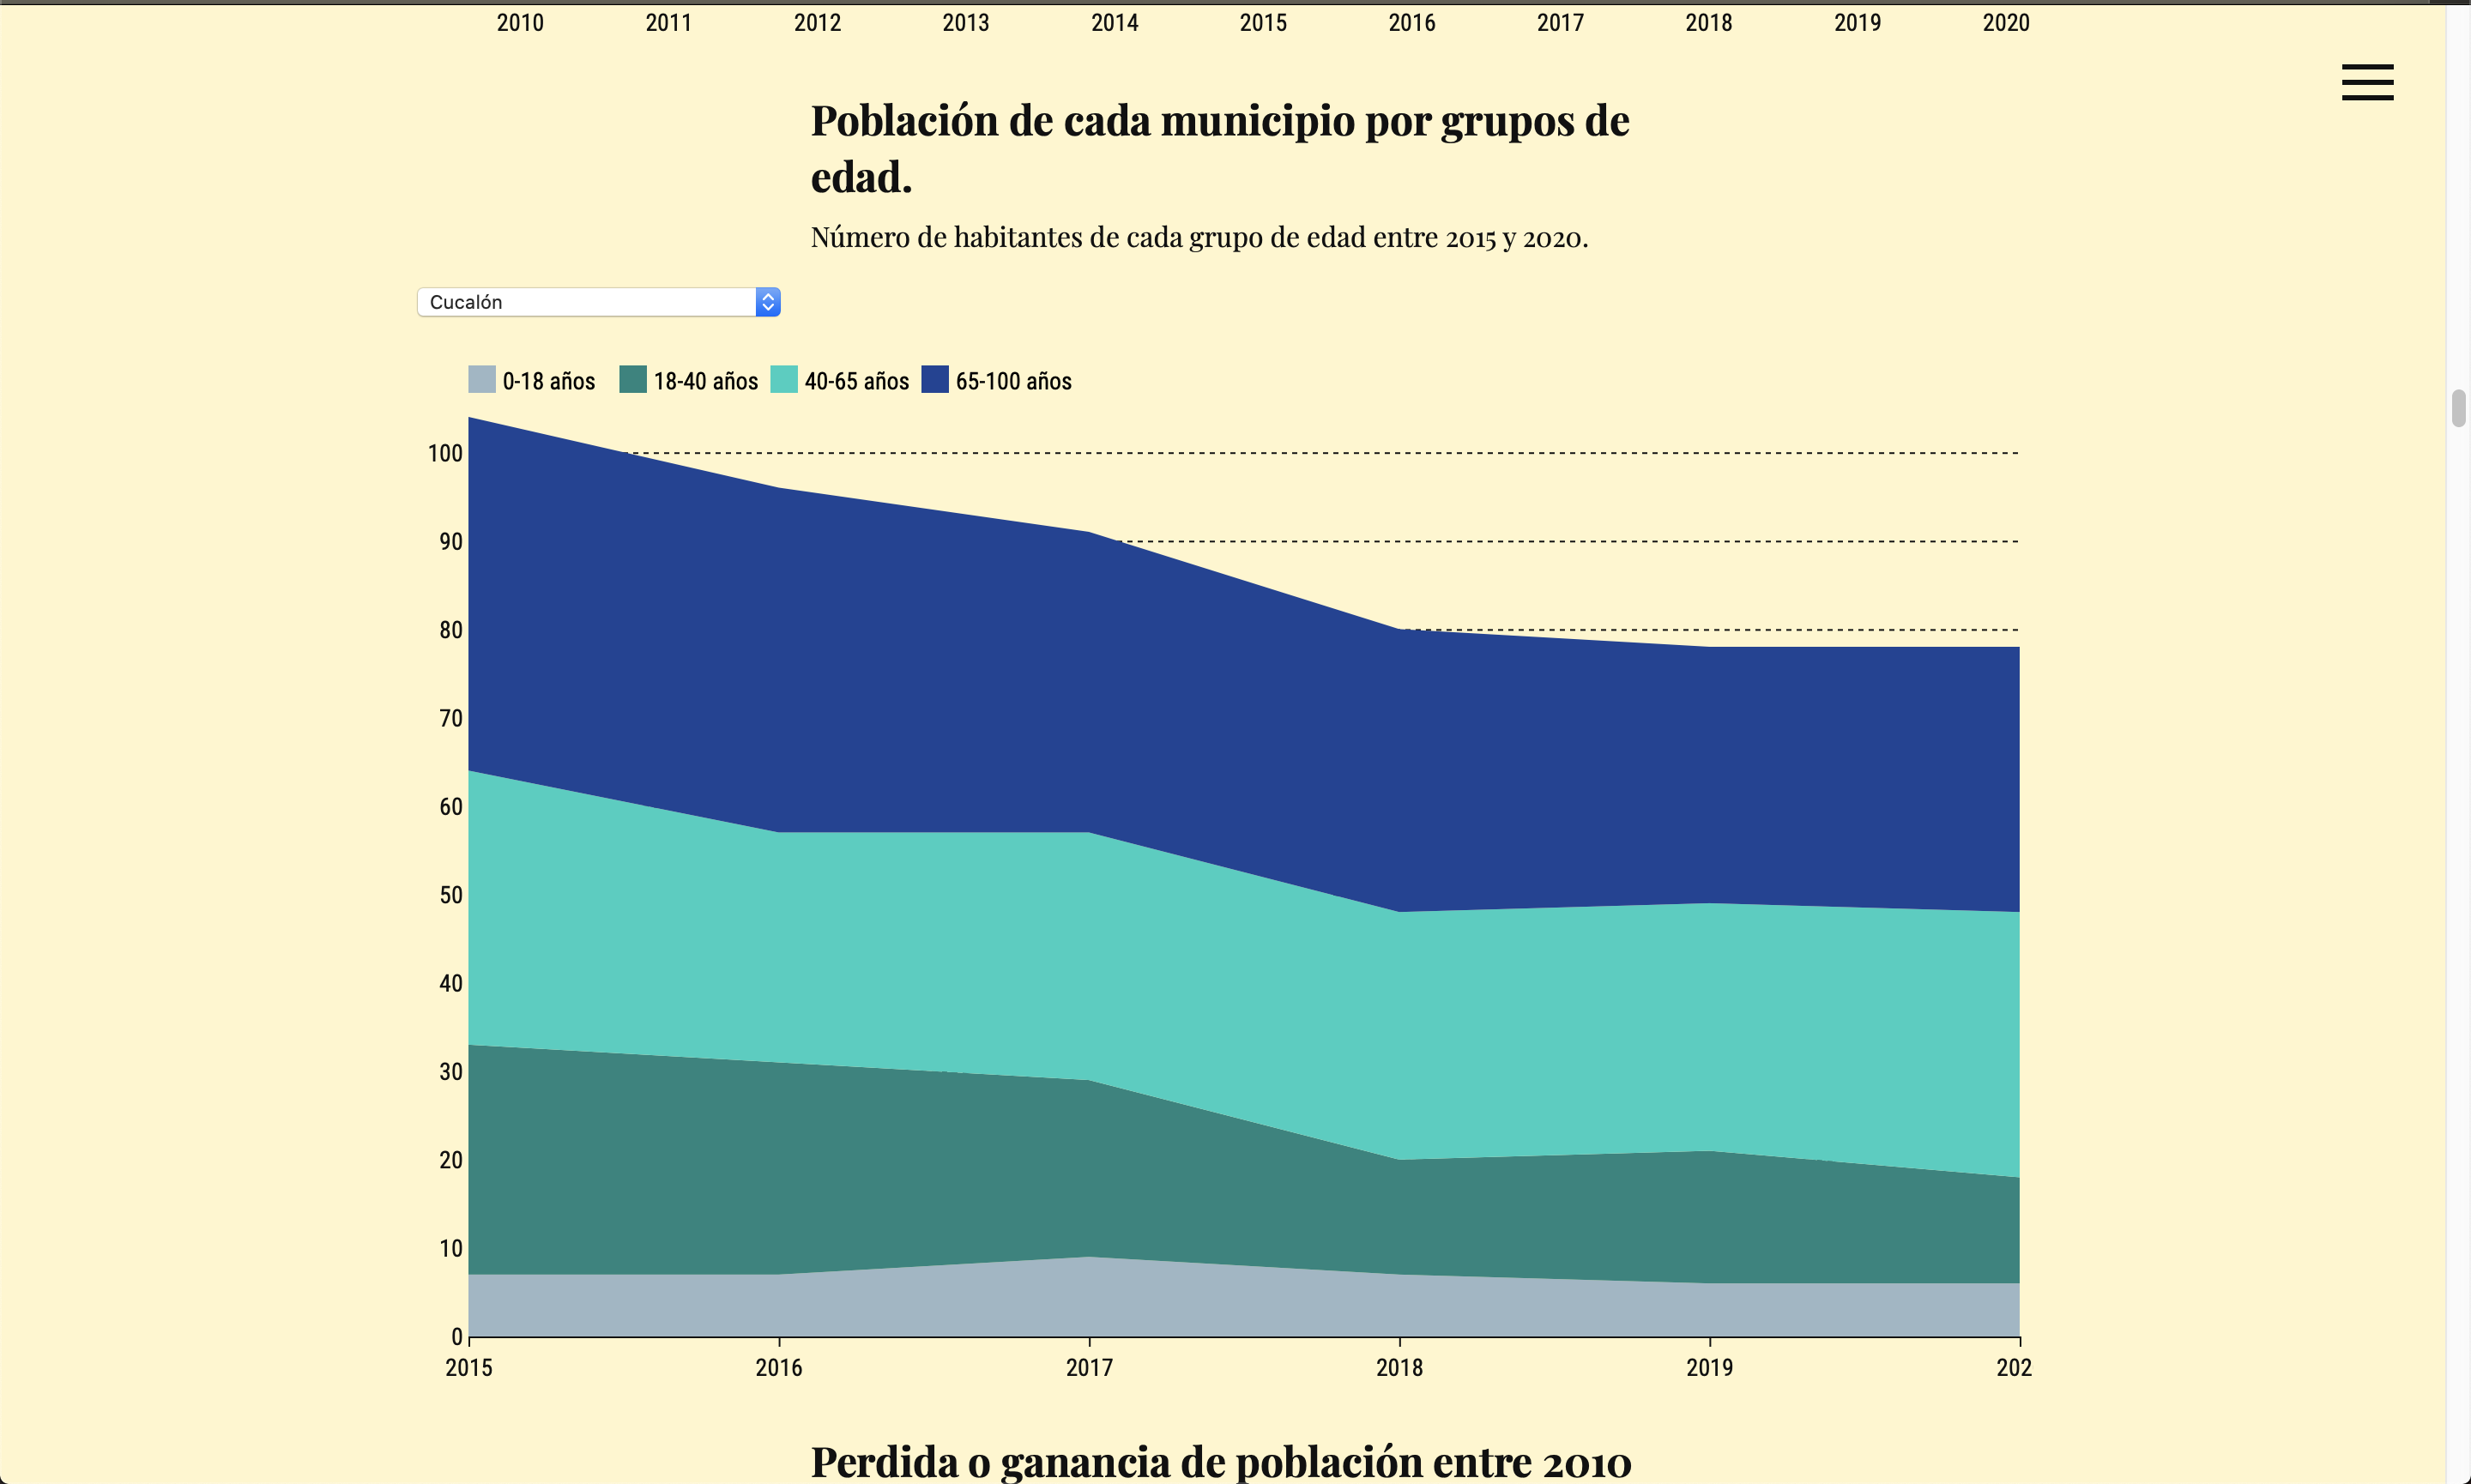 2010 2011 2012 2013 2014 2015 2016 2017 2018 2019 2020
Población de cada municipio por grupos de
edad.
Número de habitantes de cada grupo de edad entre 2015 y 2020.
Cucalón
0-18 años 18-40 años 40-65 años 65-100 años
100
90
80
70
60
50
40
30
20
10
0
2015 2016 2017 2018 2019 202
Perdida o ganancia de población entre 2010